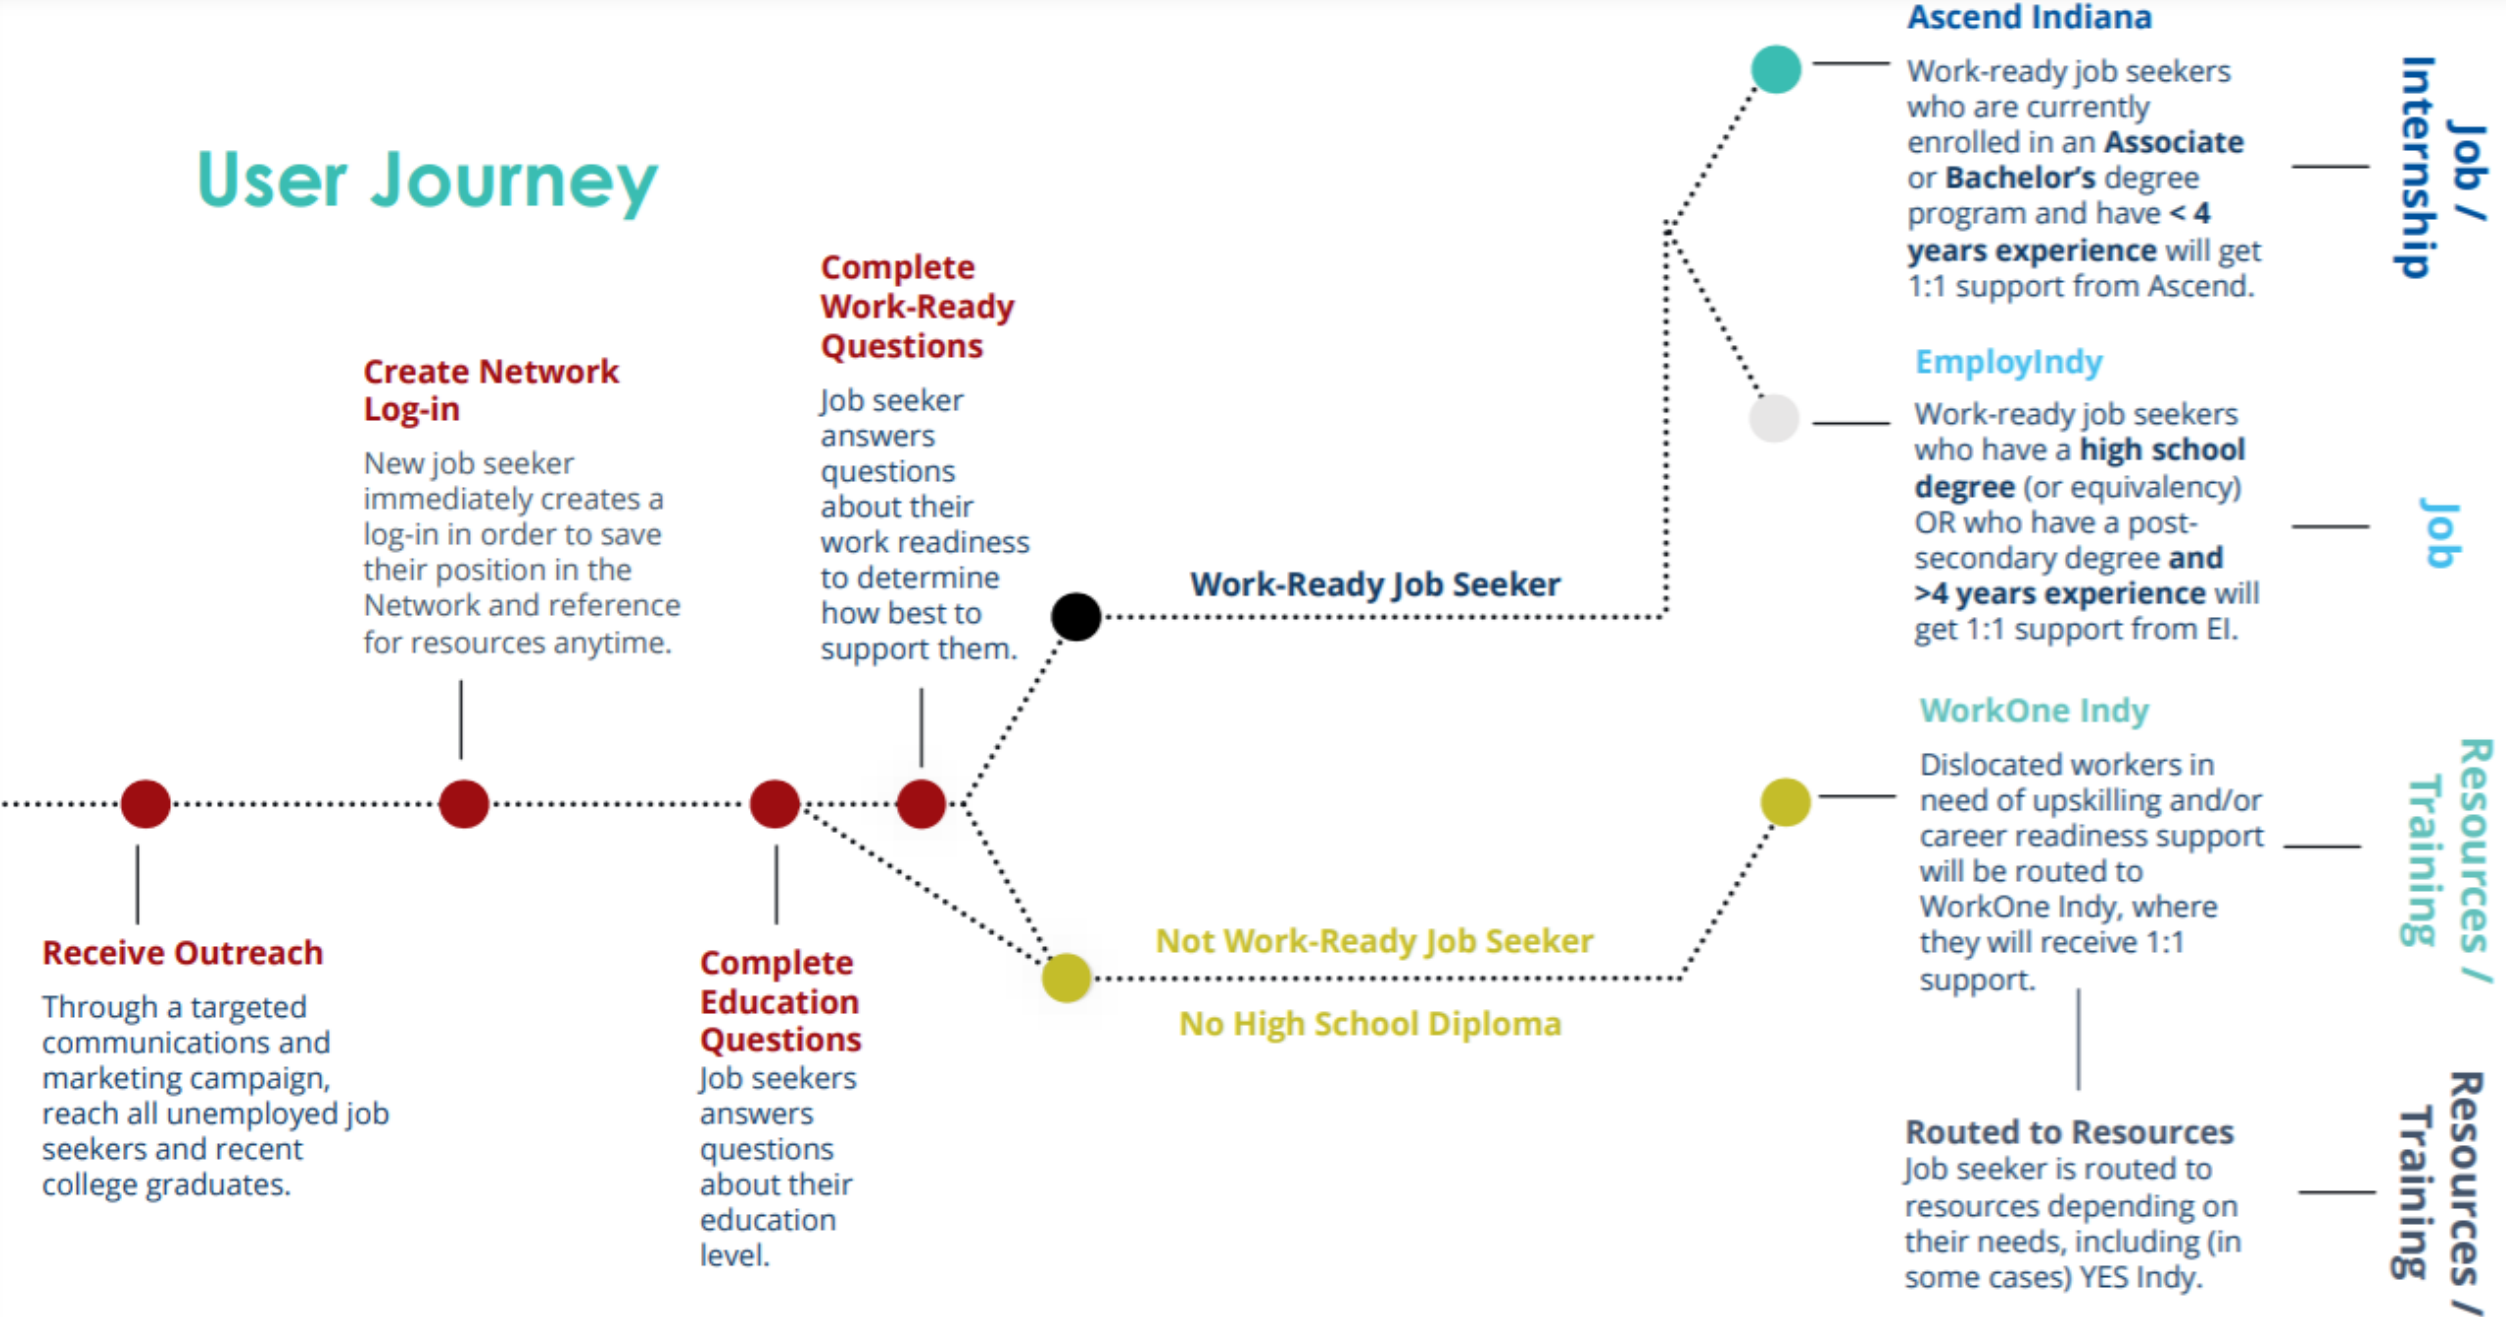 User Journey
Receive Outreach
Through a targeted
communications and
marketing campaign,
reach all unemployed job
seekers and recent
college graduates.
Create Network
Log-in
New job seeker
immediately creates a
log-in in order to save
their position in the
Network and reference
for resources anytime.
Complete
Education
Questions
Job seekers
answers
questions
about their
education
level.
Complete
Work-Ready
Questions
Job seeker
answers
questions
about their
work readiness
to determine
how best to
support them.
Work-Ready Job Seeker
Not Work-Ready Job Seeker
No High School Diploma
Ascend Indiana
Work-ready job seekers
who are currently
enrolled in an Associate
or Bachelor’s degree
program and have < 4
years experience will get
1:1 support from Ascend.
Job /
Internship
EmployIndy
Work-ready job seekers
who have a high school
degree (or equivalency)
OR who have a post-
secondary degree and
>4 years experience will
get 1:1 support from EI.
Job
WorkOne Indy
Dislocated workers in
need of upskilling and/or
career readiness support
will be routed to
WorkOne Indy, where
they will receive 1:1
support.
Resources /
Training
Routed to Resources
Job seeker is routed to
resources depending on
their needs, including (in
some cases) YES Indy.
Resources /
Training